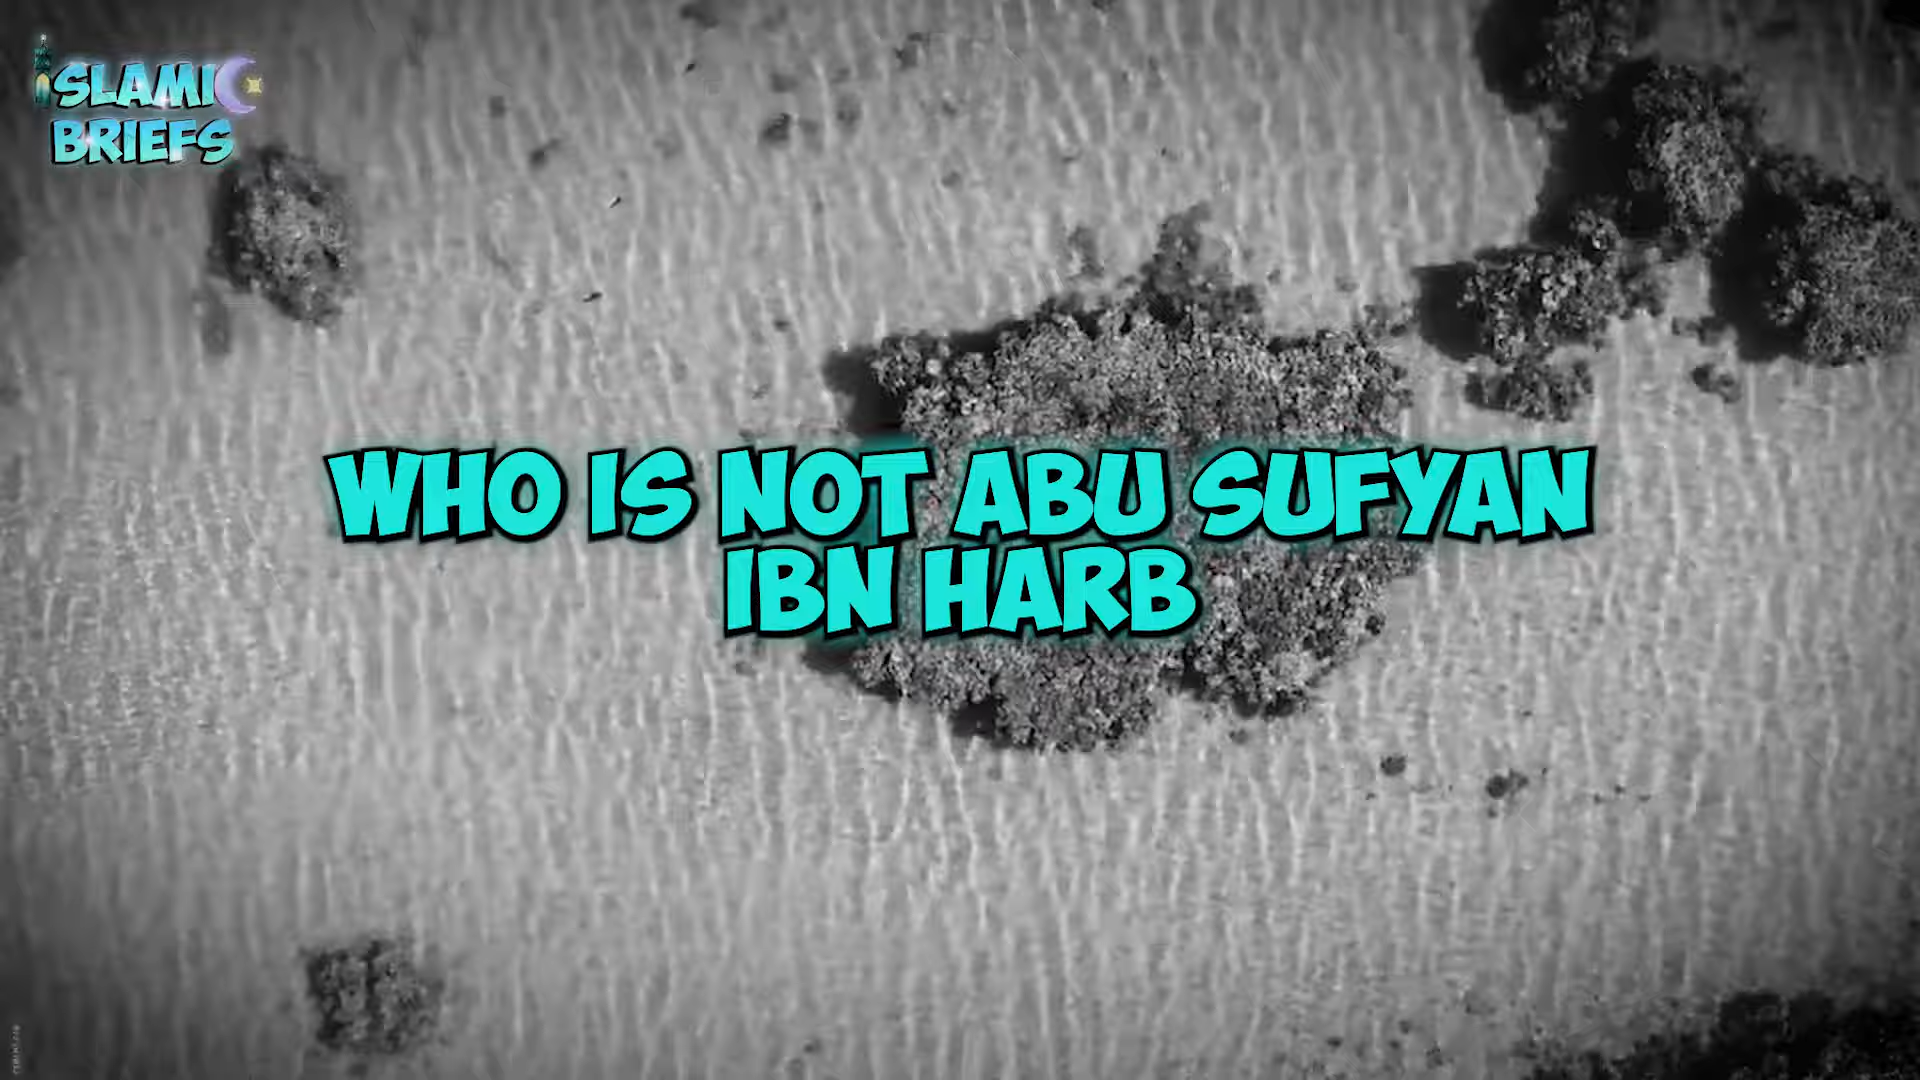 ISLAMIC
BRIEFS
WHO IS NOT ABU SUFYAN
IBN HARB